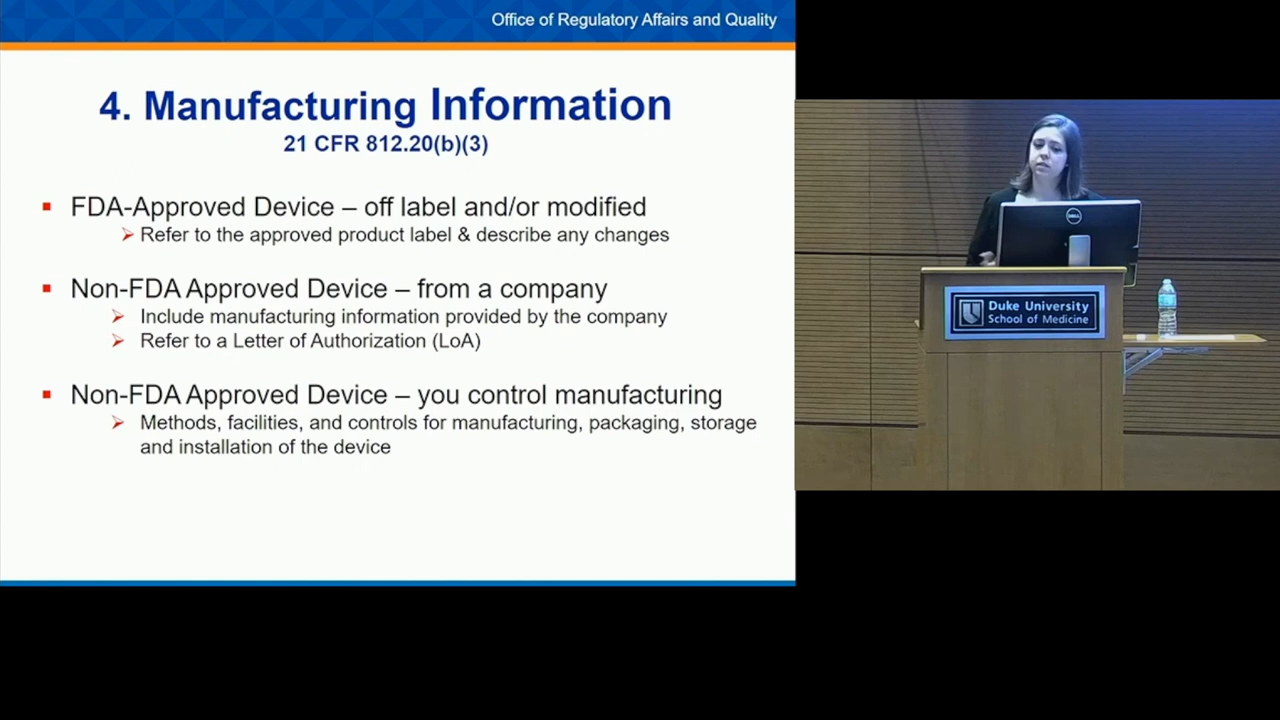 Office of Regulatory Affairs and Quality
4. Manufacturing Information
21 CFR 812.20(b)(3)
▪ FDA-Approved Device – off label and/or modified
➢ Refer to the approved product label & describe any changes
▪ Non-FDA Approved Device – from a company
➢ Include manufacturing information provided by the company
➢ Refer to a Letter of Authorization (LoA)
▪ Non-FDA Approved Device – you control manufacturing
➢ Methods, facilities, and controls for manufacturing, packaging, storage
and installation of the device
DELL
Duke University
School of Medicine